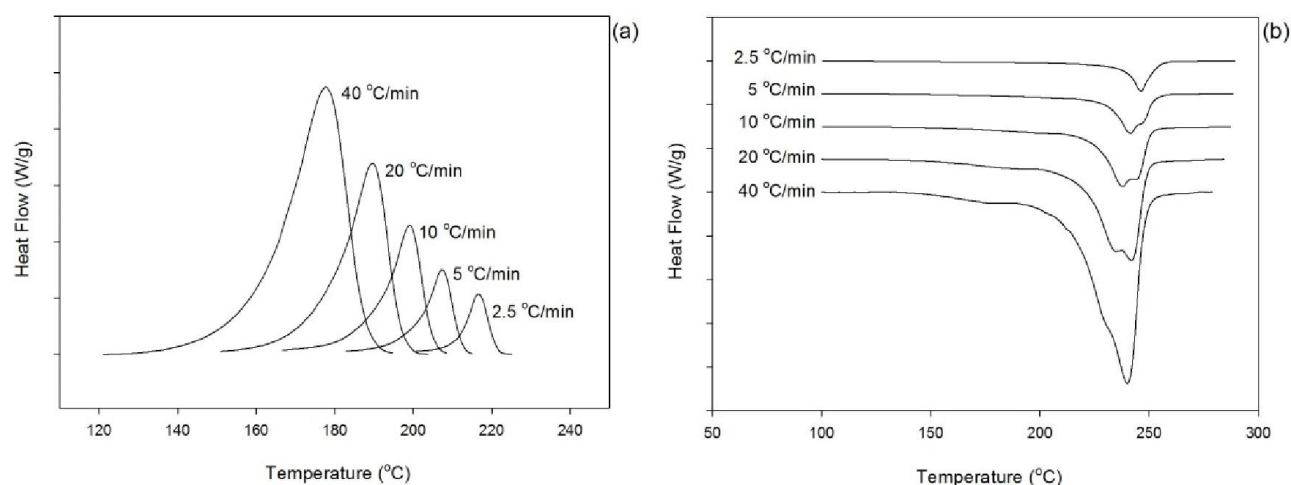 (a)
Heat Flow (W/g)
40 °C/min
20 °C/min
10 °C/min
5 °C/min
2.5 °C/min
120 140 160 180 200 220 240
Temperature (°C)
(b)
Heat Flow (W/g)
2.5 °C/min
5 °C/min
10 °C/min
20 °C/min
40 °C/min
50 100 150 200 250 300
Temperature (°C)